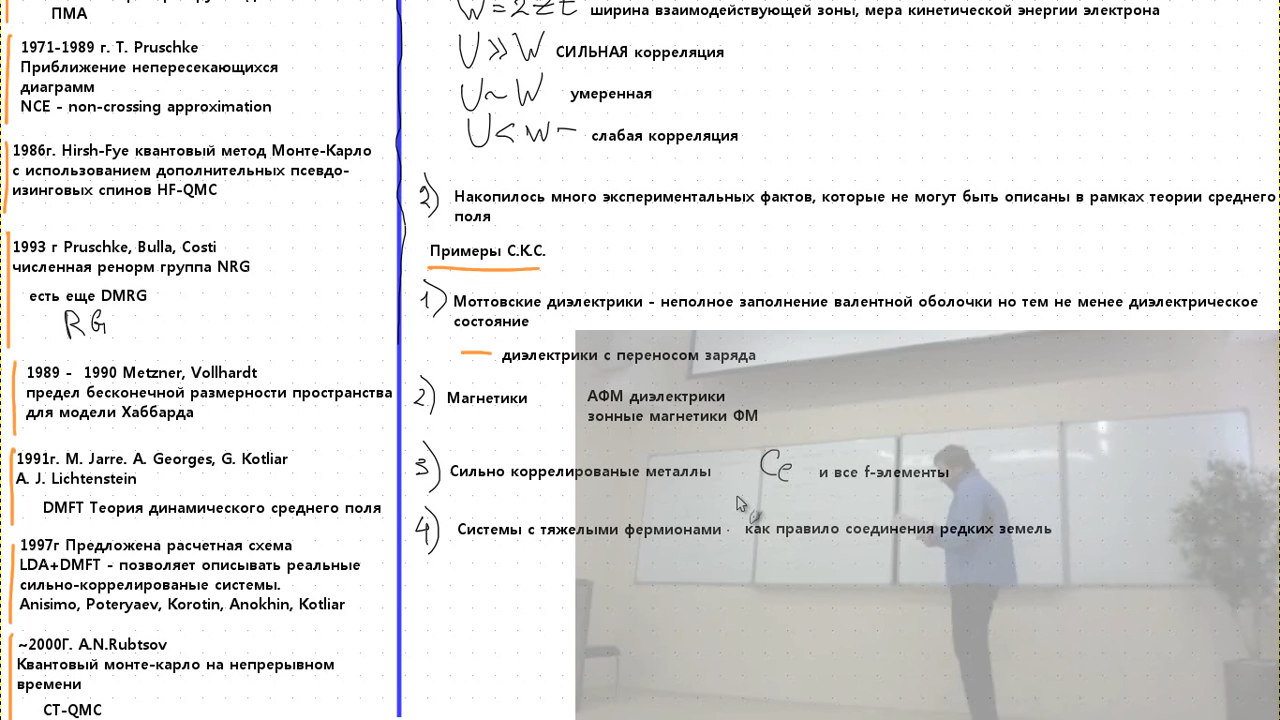 ПМА
1971-1989 г. T. Pruschke
Приближение непересекающихся
диаграмм
NCE - non-crossing approximation
1986г. Hirsh-Fye квантовый метод Монте-Карло
с использованием дополнительных псевдо-
изинговых спинов HF-QMC
1993 г Pruschke, Bulla, Costi
численная ренорм группа NRG
есть еще DMRG
RG
1989 - 1990 Metzner, Vollhardt
предел бесконечной размерности пространства
для модели Хаббарда
1991г. M. Jarre. A. Georges, G. Kotliar
A. J. Lichtenstein
DMFT Теория динамического среднего поля
1997г Предложена расчетная схема
LDA+DMFT - позволяет описывать реальные
сильно-коррелированые системы.
Anisimo, Poteryaev, Korotin, Anokhin, Kotliar
~2000Г. A.N.Rubtsov
Квантовый монте-карло на непрерывном
времени
CT-QMC
W = 2zt ширина взаимодействующей зоны, мера кинетической энергии электрона
U >> W СИЛЬНАЯ корреляция
U ~ W умеренная
U < W - слабая корреляция
2) Накопилось много экспериментальных фактов, которые не могут быть описаны в рамках теории среднего
поля
Примеры С.К.С.
1) Моттовские диэлектрики - неполное заполнение валентной оболочки но тем не менее диэлектрическое
состояние
диэлектрики с переносом заряда
2) Магнетики АФМ диэлектрики
зонные магнетики ФМ
3) Сильно коррелированые металлы Ce и все f-элементы
4) Системы с тяжелыми фермионами - как правило соединения редких земель